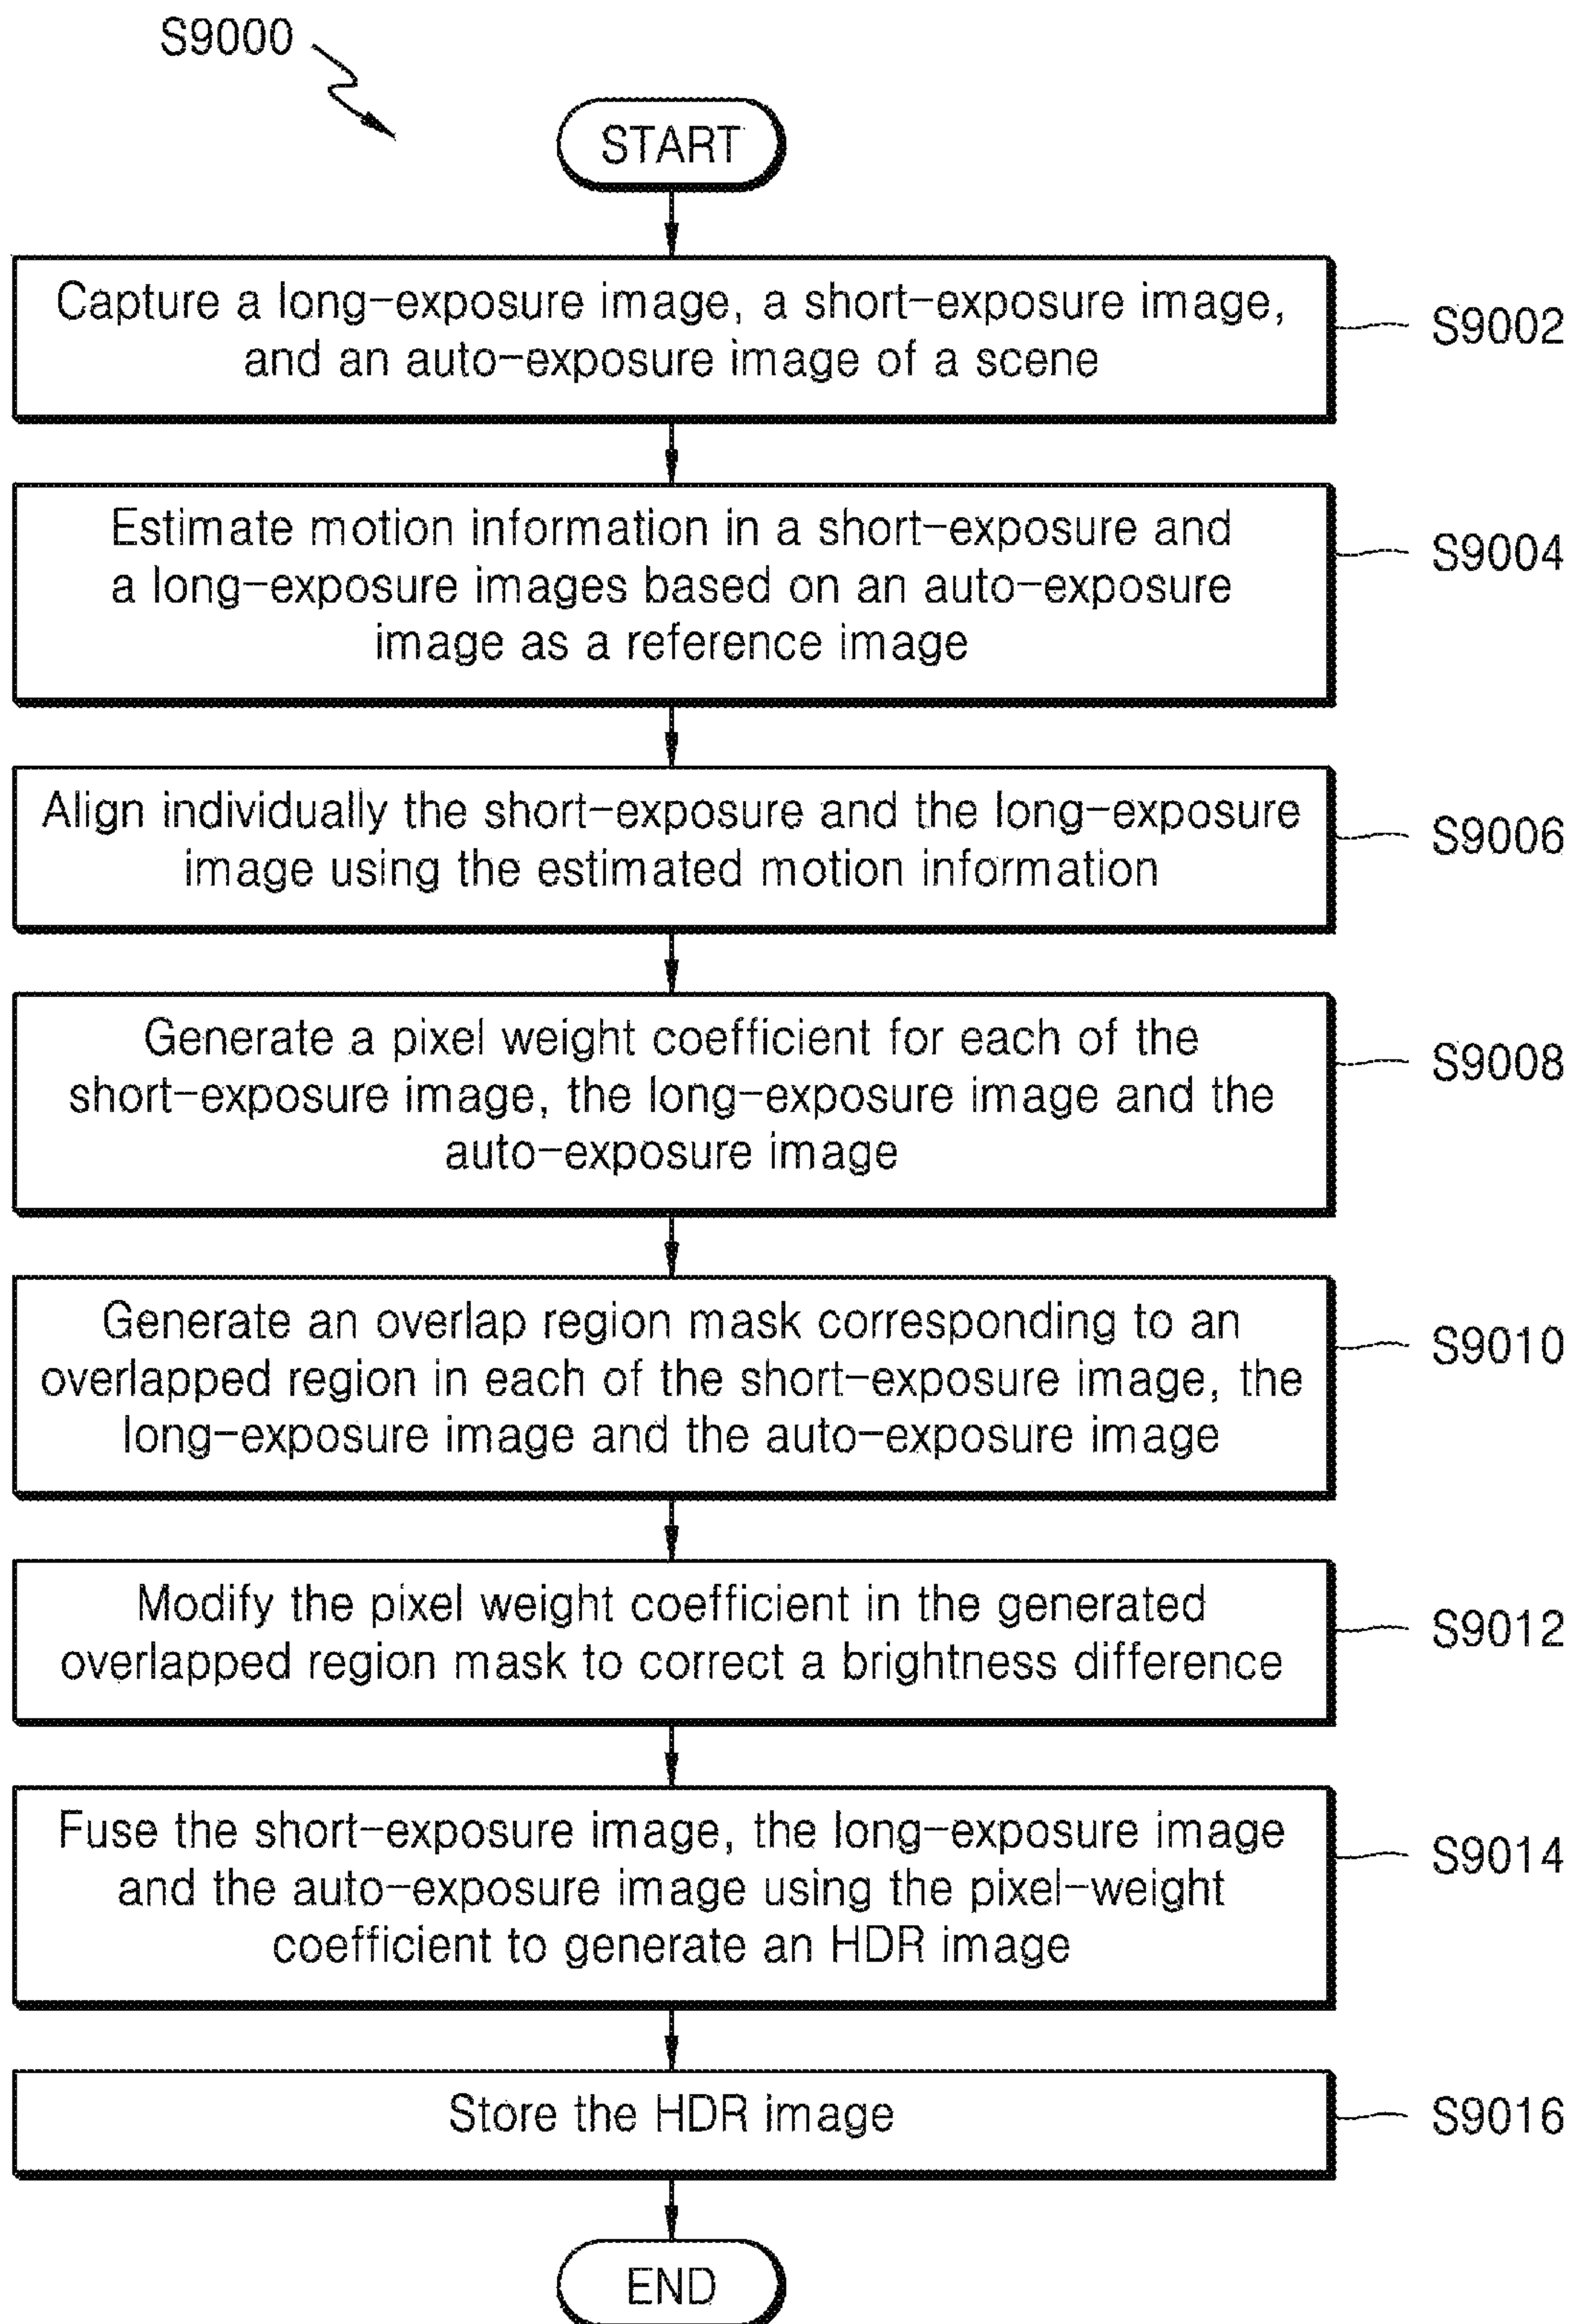 S9000
START
Capture a long-exposure image, a short-exposure image,
and an auto-exposure image of a scene
S9002
Estimate motion information in a short-exposure and
a long-exposure images based on an auto-exposure
image as a reference image
S9004
Align individually the short-exposure and the long-exposure
image using the estimated motion information
S9006
Generate a pixel weight coefficient for each of the
short-exposure image, the long-exposure image and the
auto-exposure image
S9008
Generate an overlap region mask corresponding to an
overlapped region in each of the short-exposure image, the
long-exposure image and the auto-exposure image
S9010
Modify the pixel weight coefficient in the generated
overlapped region mask to correct a brightness difference
S9012
Fuse the short-exposure image, the long-exposure image
and the auto-exposure image using the pixel-weight
coefficient to generate an HDR image
S9014
Store the HDR image
S9016
END